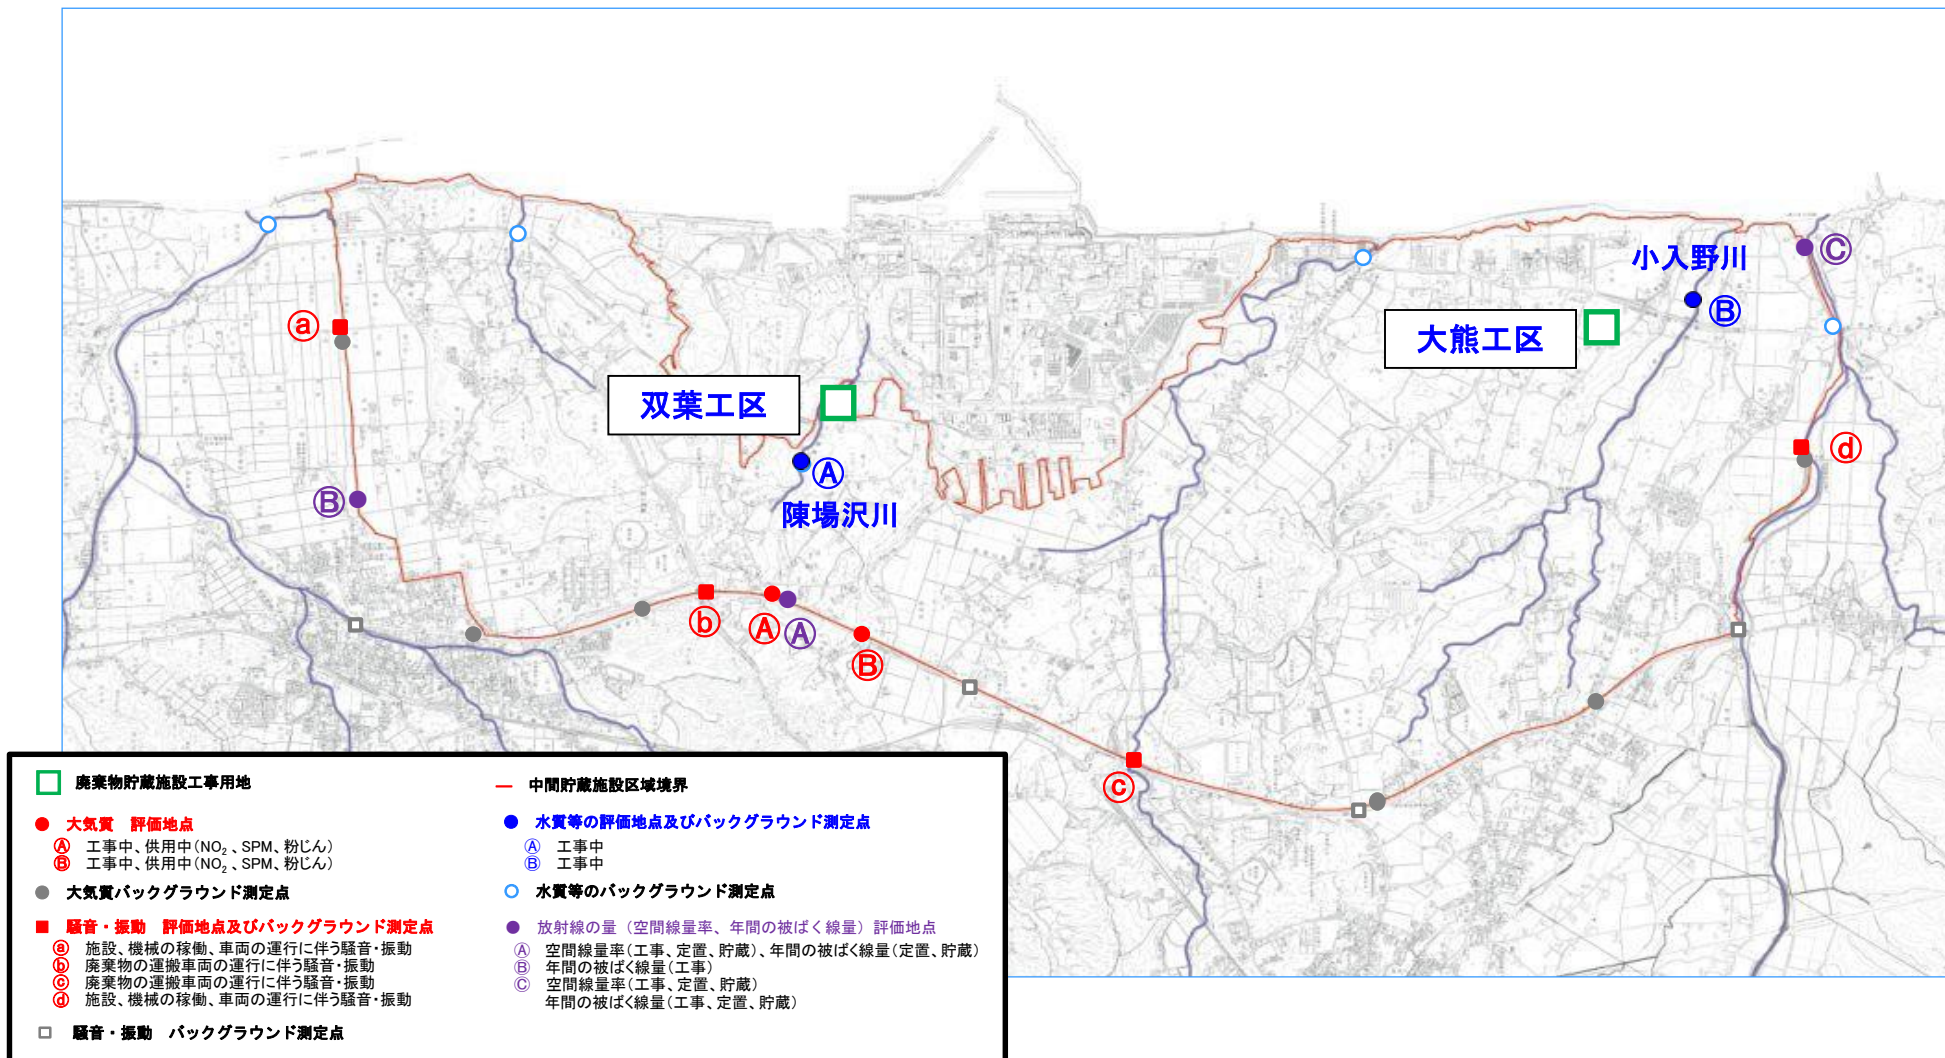 小入野川
Ⓒ
Ⓑ
ⓐ
大熊工区
双葉工区
ⓓ
Ⓐ
陳場沢川
Ⓑ
ⓑ
Ⓐ
Ⓐ
Ⓑ
ⓒ
廃棄物貯蔵施設工事用地
大気質 評価地点
Ⓐ 工事中、供用中(NO₂、SPM、粉じん)
Ⓑ 工事中、供用中(NO₂、SPM、粉じん)
大気質バックグラウンド測定点
騒音・振動 評価地点及びバックグラウンド測定点
ⓐ 施設、機械の稼働、車両の運行に伴う騒音・振動
ⓑ 廃棄物の運搬車両の運行に伴う騒音・振動
ⓒ 廃棄物の運搬車両の運行に伴う騒音・振動
ⓓ 施設、機械の稼働、車両の運行に伴う騒音・振動
騒音・振動 バックグラウンド測定点
中間貯蔵施設区域境界
水質等の評価地点及びバックグラウンド測定点
Ⓐ 工事中
Ⓑ 工事中
水質等のバックグラウンド測定点
放射線の量（空間線量率、年間の被ばく線量）評価地点
Ⓐ 空間線量率(工事、定置、貯蔵)、年間の被ばく線量(定置、貯蔵)
Ⓑ 年間の被ばく線量(工事)
Ⓒ 空間線量率(工事、定置、貯蔵)
年間の被ばく線量(工事、定置、貯蔵)